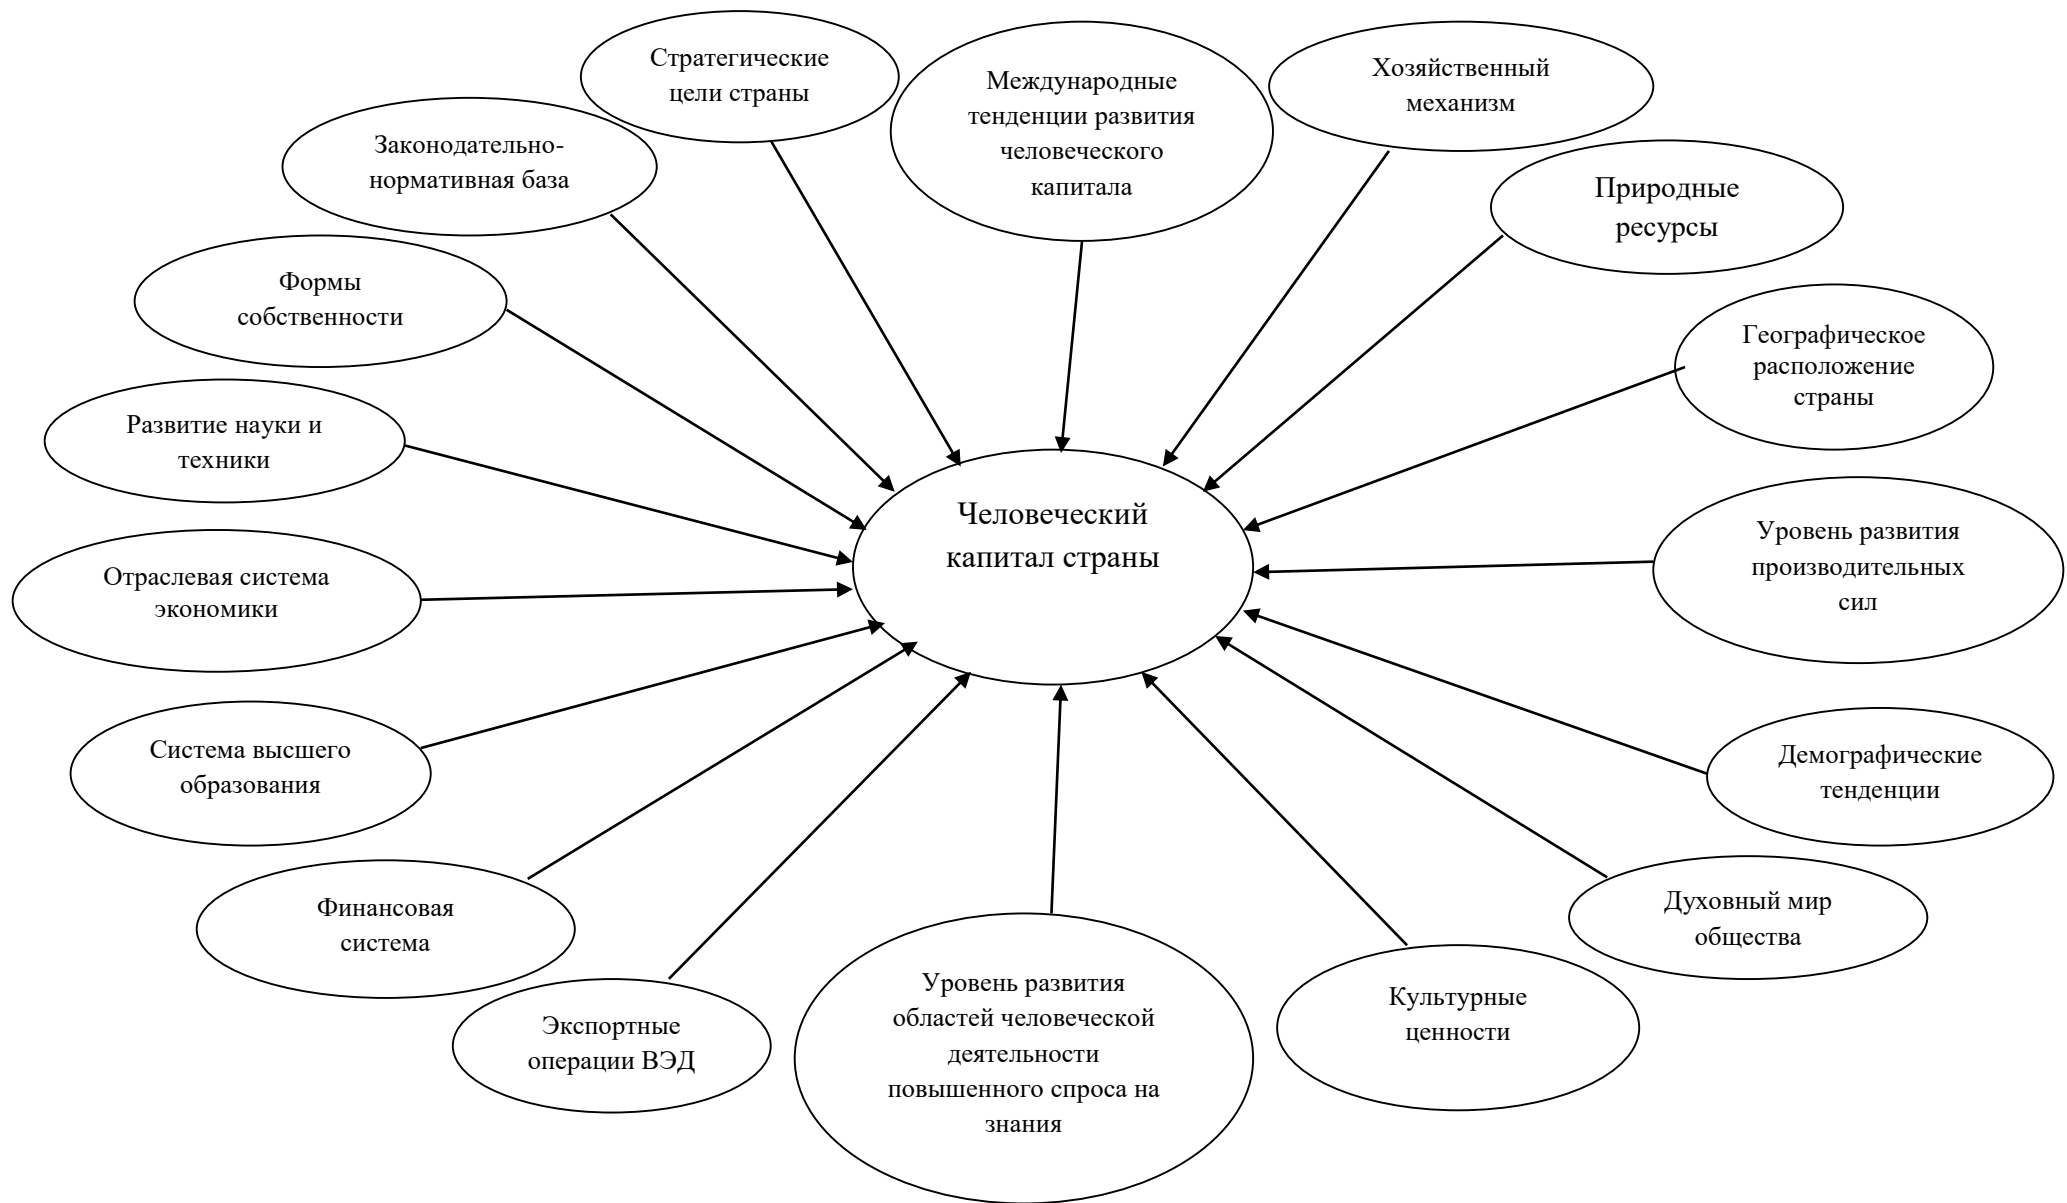 Стратегические
цели страны
Международные
тенденции развития
человеческого
капитала
Хозяйственный
механизм
Законодательно-
нормативная база
Природные
ресурсы
Формы
собственности
Географическое
расположение
страны
Развитие науки и
техники
Человеческий
капитал страны
Уровень развития
производительных
сил
Отраслевая система
экономики
Система высшего
образования
Демографические
тенденции
Финансовая
система
Духовный мир
общества
Экспортные
операции ВЭД
Уровень развития
областей человеческой
деятельности
повышенного спроса на
знания
Культурные
ценности